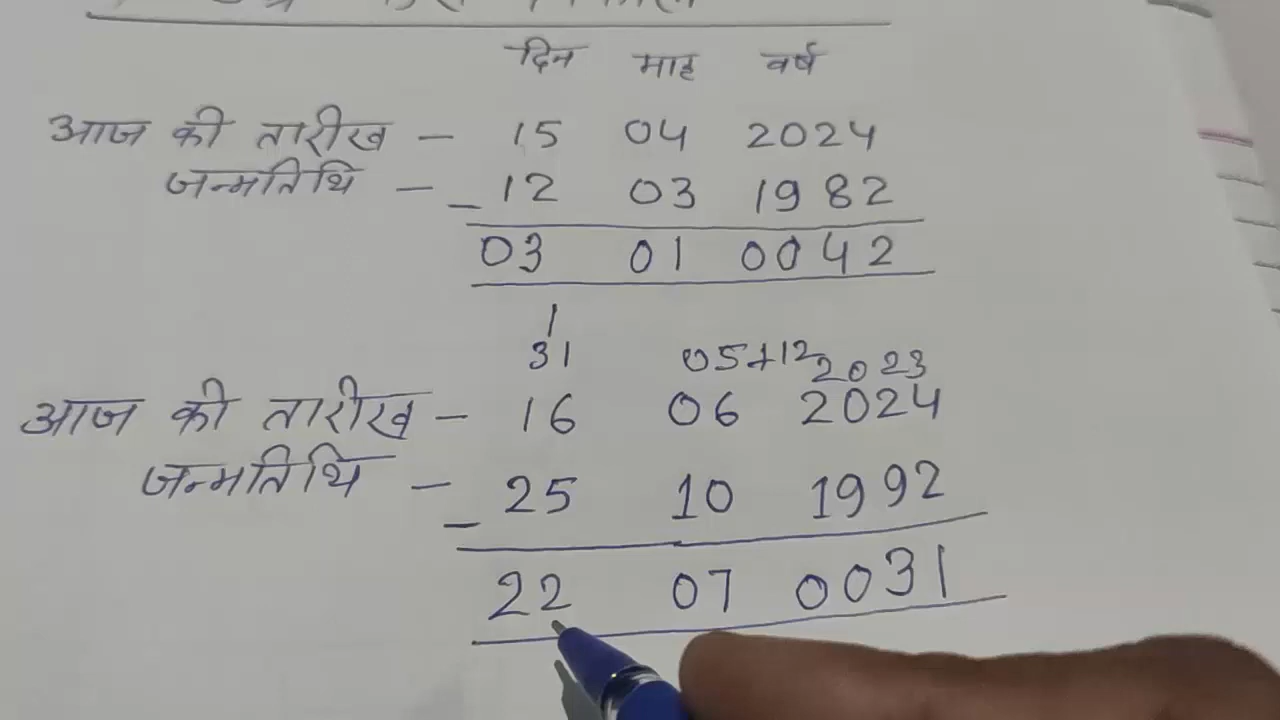 दिन माह वर्ष
आज की तारीख - 15 04 2024
जन्मतिथि - - 12 03 1982
03 01 0042
1
31 05+12 2023
आज की तारीख - 16 06 2024
जन्मतिथि - - 25 10 1992
22 07 0031